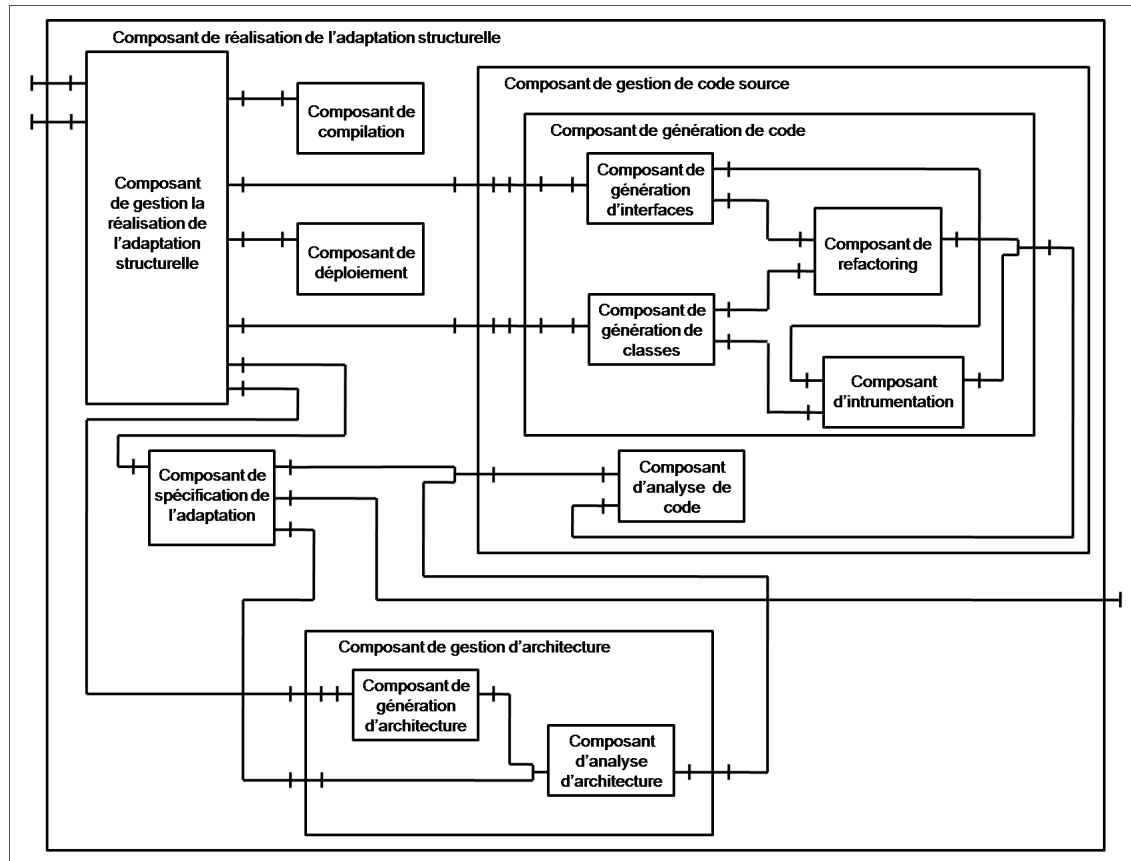 Composant de réalisation de l'adaptation structurelle
Composant
de gestion la
réalisation de
l'adaptation
structurelle
Composant de
compilation
Composant de
déploiement
Composant de gestion de code source
Composant de génération de code
Composant de
génération
d'interfaces
Composant de
refactoring
Composant de
génération de
classes
Composant
d'intrumentation
Composant de
spécification de
l'adaptation
Composant
d'analyse de
code
Composant de gestion d'architecture
Composant de
génération
d'architecture
Composant
d'analyse
d'architecture